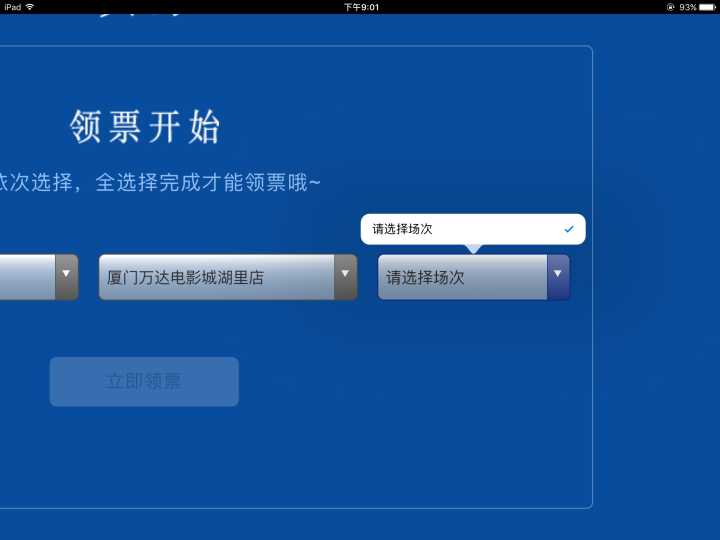 iPad 下午9:01 93%
领票开始
依次选择，全选择完成才能领票哦~
请选择场次
厦门万达电影城湖里店 请选择场次
立即领票